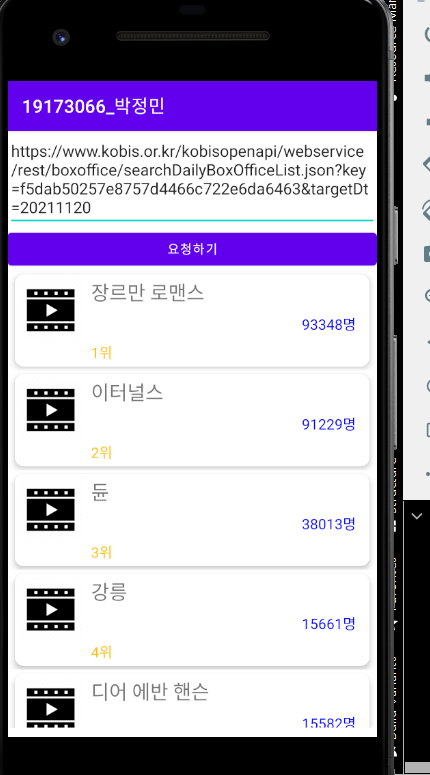 Resource Mar
19173066_박정민
https://www.kobis.or.kr/kobisopenapi/webservice
/rest/boxoffice/searchDailyBoxOfficeList.json?key
=f5dab50257e8757d4466c722e6da6463&targetDt
=20211120
요청하기
장르만 로맨스
93348명
1위
이터널스
91229명
2위
듄
38013명
3위
강릉
15661명
4위
디어 에반 핸슨
15582명